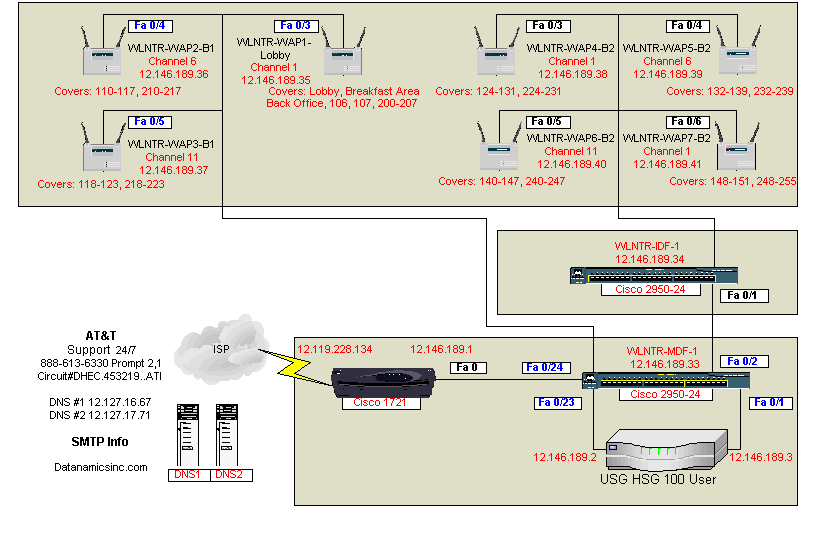 Fa 0/4
WLNTR-WAP2-B1
Channel 6
12.146.189.36
Covers: 110-117, 210-217
Fa 0/3
WLNTR-WAP1-
Lobby
Channel 1
12.146.189.35
Covers: Lobby, Breakfast Area
Back Office, 106, 107, 200-207
Fa 0/3
WLNTR-WAP4-B2
Channel 1
12.146.189.38
Covers: 124-131, 224-231
Fa 0/4
WLNTR-WAP5-B2
Channel 6
12.146.189.39
Covers: 132-139, 232-239
Fa 0/5
WLNTR-WAP3-B1
Channel 11
12.146.189.37
Covers: 118-123, 218-223
Fa 0/5
WLNTR-WAP6-B2
Channel 11
12.146.189.40
Covers: 140-147, 240-247
Fa 0/6
WLNTR-WAP7-B2
Channel 1
12.146.189.41
Covers: 148-151, 248-255
WLNTR-IDF-1
12.146.189.34
Cisco 2950-24
Fa 0/1
AT&T
Support 24/7
888-613-6330 Prompt 2,1
Circuit#DHEC.453219..ATI
DNS #1 12.127.16.67
DNS #2 12.127.17.71
SMTP Info
Datanamicsinc.com
ISP
DNS1
DNS2
12.119.228.134
12.146.189.1
Fa 0
Cisco 1721
WLNTR-MDF-1
12.146.189.33
Fa 0/2
Fa 0/24
Cisco 2950-24
Fa 0/23
Fa 0/1
12.146.189.2
12.146.189.3
USG HSG 100 User